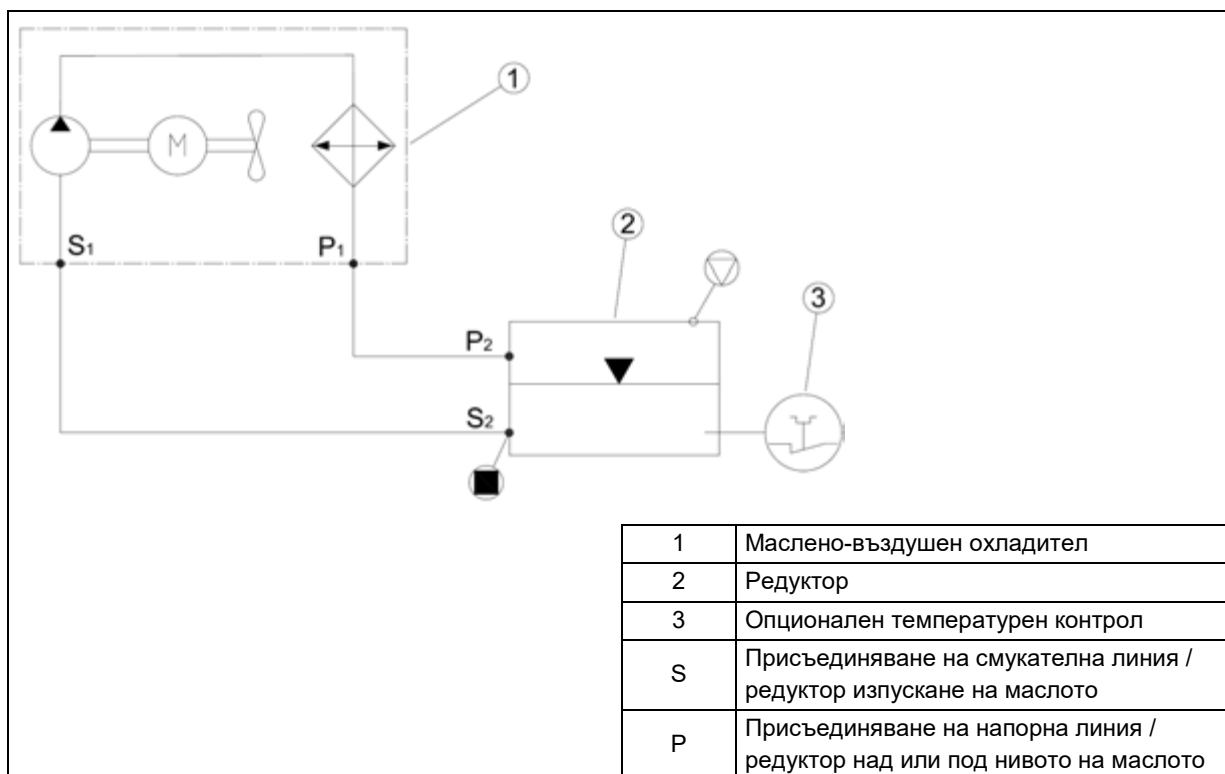 1
M
S1
P1
2
3
P2
S2
1 Маслено-въздушен охладител
2 Редуктор
3 Опционален температурен контрол
S Присъединяване на смукателна линия /
редуктор изпускане на маслото
P Присъединяване на напорна линия /
редуктор над или под нивото на маслото